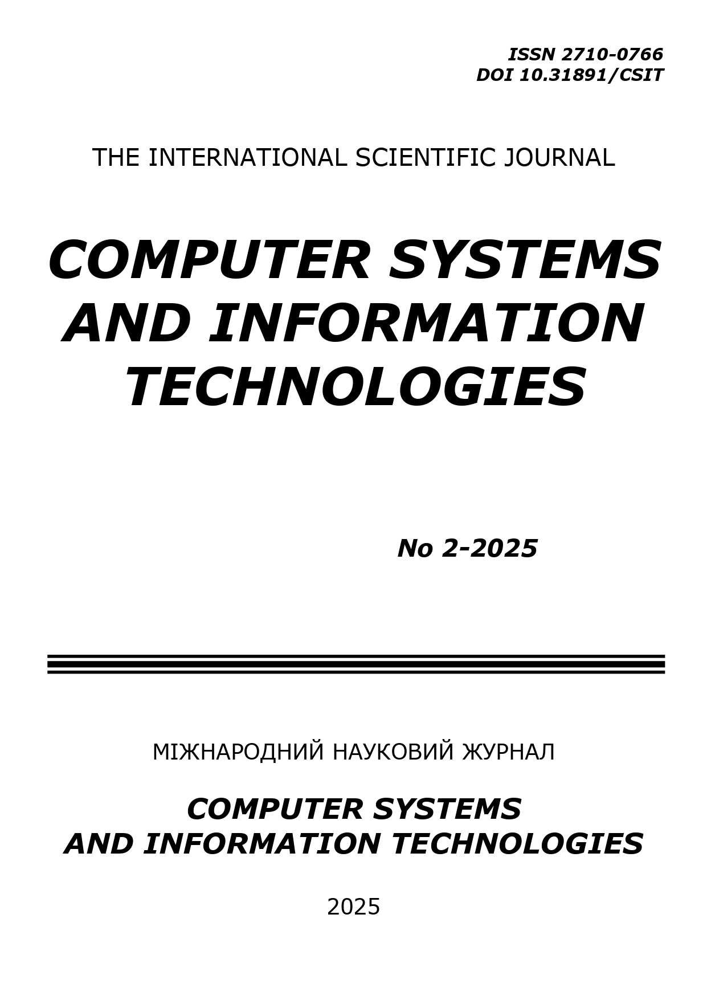 ISSN 2710-0766
DOI 10.31891/CSIT
THE INTERNATIONAL SCIENTIFIC JOURNAL
COMPUTER SYSTEMS
AND INFORMATION
TECHNOLOGIES
No 2-2025
МІЖНАРОДНИЙ НАУКОВИЙ ЖУРНАЛ
COMPUTER SYSTEMS
AND INFORMATION TECHNOLOGIES
2025